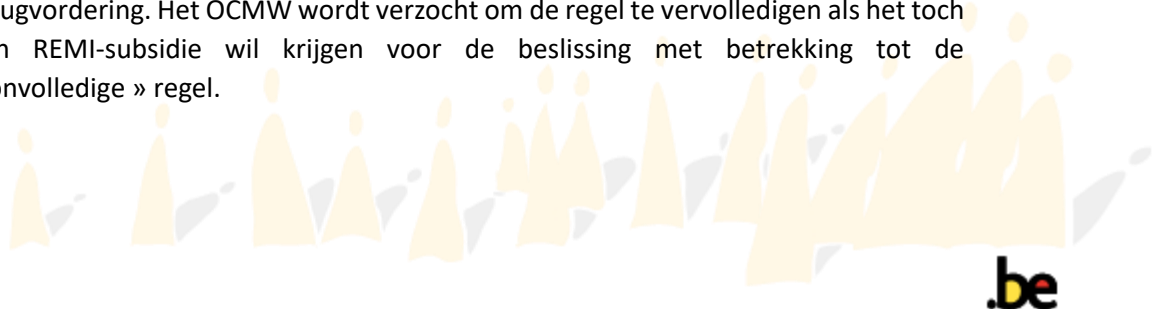 ugvordering. Het OCMW wordt verzocht om de regel te vervolledigen als het toch
n REMI-subsidie wil krijgen voor de beslissing met betrekking tot de
onvolledige » regel.
.be